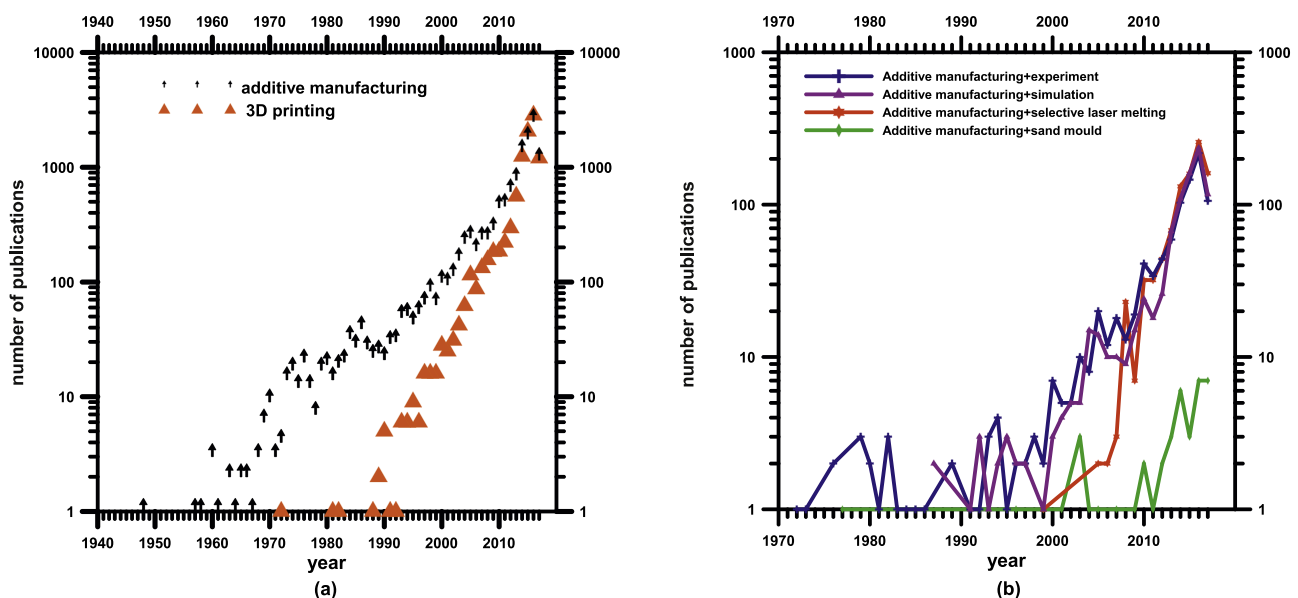 1940 1950 1960 1970 1980 1990 2000 2010
10000 10000
additive manufacturing
3D printing
1000 1000
100 100
10 10
1 1
1940 1950 1960 1970 1980 1990 2000 2010
number of publications
year
(a)
1970 1980 1990 2000 2010
1000 1000
Additive manufacturing+experiment
Additive manufacturing+simulation
Additive manufacturing+selective laser melting
Additive manufacturing+sand mould
100 100
10 10
1 1
1970 1980 1990 2000 2010
number of publications
year
(b)